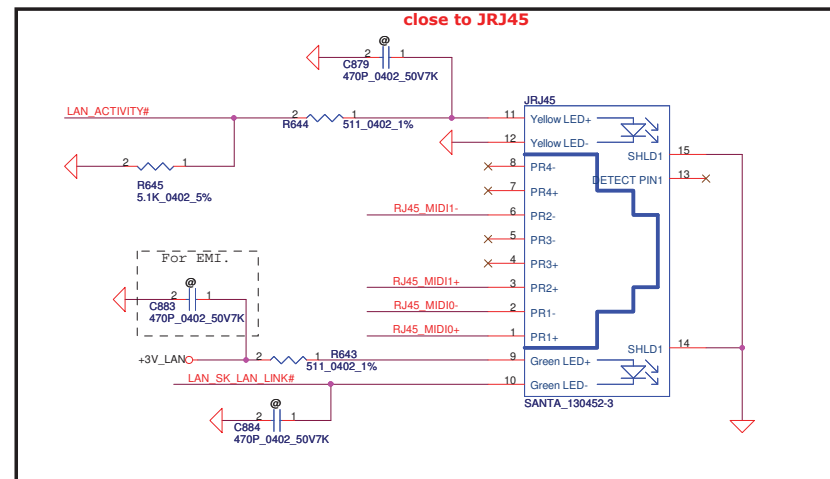 close to JRJ45
@
2 1
C879
470P_0402_50V7K
JRJ45
LAN_ACTIVITY#
2 1
R644 511_0402_1%
11 Yellow LED+
12 Yellow LED-
SHLD1 15
2 1
R645
5.1K_0402_5%
8 PR4-
DETECT PIN1 13
7 PR4+
RJ45_MIDI1- 6 PR2-
5 PR3-
For EMI.
4 PR3+
@
2 1
C883
470P_0402_50V7K
RJ45_MIDI1+ 3 PR2+
RJ45_MIDI0- 2 PR1-
RJ45_MIDI0+ 1 PR1+
SHLD1 14
+3V_LAN 2 1 R643
511_0402_1%
9 Green LED+
LAN_SK_LAN_LINK# 10 Green LED-
@
2 1
C884
470P_0402_50V7K
SANTA_130452-3